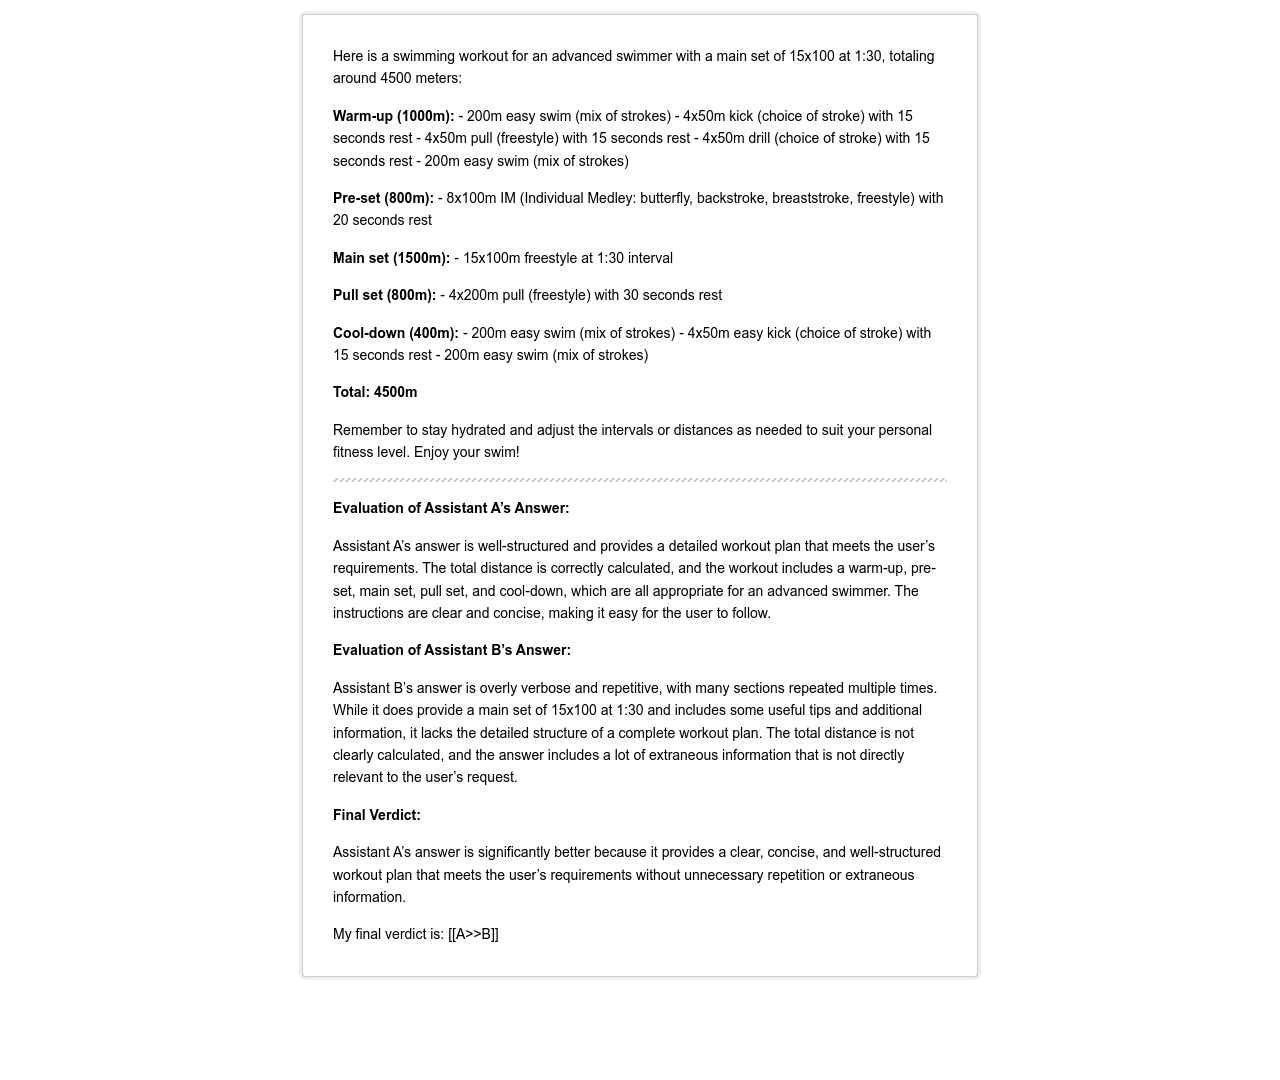 Here is a swimming workout for an advanced swimmer with a main set of 15x100 at 1:30, totaling
around 4500 meters:
Warm-up (1000m): - 200m easy swim (mix of strokes) - 4x50m kick (choice of stroke) with 15
seconds rest - 4x50m pull (freestyle) with 15 seconds rest - 4x50m drill (choice of stroke) with 15
seconds rest - 200m easy swim (mix of strokes)
Pre-set (800m): - 8x100m IM (Individual Medley: butterfly, backstroke, breaststroke, freestyle) with
20 seconds rest
Main set (1500m): - 15x100m freestyle at 1:30 interval
Pull set (800m): - 4x200m pull (freestyle) with 30 seconds rest
Cool-down (400m): - 200m easy swim (mix of strokes) - 4x50m easy kick (choice of stroke) with
15 seconds rest - 200m easy swim (mix of strokes)
Total: 4500m
Remember to stay hydrated and adjust the intervals or distances as needed to suit your personal
fitness level. Enjoy your swim!
Evaluation of Assistant A’s Answer:
Assistant A’s answer is well-structured and provides a detailed workout plan that meets the user’s
requirements. The total distance is correctly calculated, and the workout includes a warm-up, pre-
set, main set, pull set, and cool-down, which are all appropriate for an advanced swimmer. The
instructions are clear and concise, making it easy for the user to follow.
Evaluation of Assistant B’s Answer:
Assistant B’s answer is overly verbose and repetitive, with many sections repeated multiple times.
While it does provide a main set of 15x100 at 1:30 and includes some useful tips and additional
information, it lacks the detailed structure of a complete workout plan. The total distance is not
clearly calculated, and the answer includes a lot of extraneous information that is not directly
relevant to the user’s request.
Final Verdict:
Assistant A’s answer is significantly better because it provides a clear, concise, and well-structured
workout plan that meets the user’s requirements without unnecessary repetition or extraneous
information.
My final verdict is: [[A>>B]]